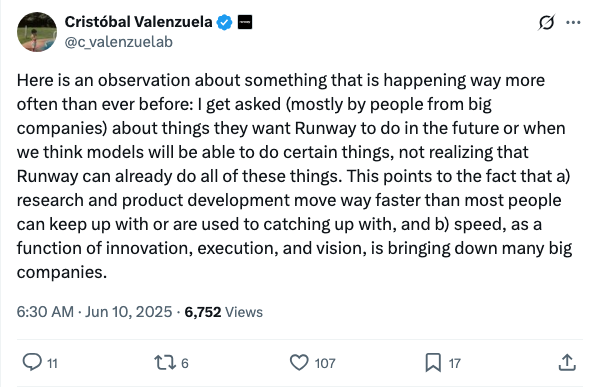 Cristóbal Valenzuela
@c_valenzuelab
Here is an observation about something that is happening way more
often than ever before: I get asked (mostly by people from big
companies) about things they want Runway to do in the future or when
we think models will be able to do certain things, not realizing that
Runway can already do all of these things. This points to the fact that a)
research and product development move way faster than most people
can keep up with or are used to catching up with, and b) speed, as a
function of innovation, execution, and vision, is bringing down many big
companies.
6:30 AM · Jun 10, 2025 · 6,752 Views
11 6 107 17